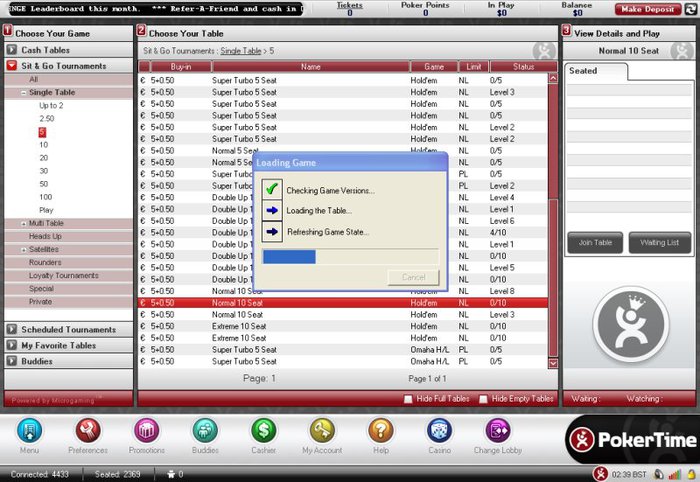 NGE Leaderboard this month. *** Refer-A-Friend and cash in
Tickets
0
Poker Points
0
In Play
$0
Balance
$0
Make Deposit
1 Choose Your Game
Cash Tables
Sit & Go Tournaments
All
Single Table
Up to 2
2.50
5
10
20
30
50
100
Play
Multi Table
Heads Up
Satellites
Rounders
Loyalty Tournaments
Special
Private
Scheduled Tournaments
My Favorite Tables
Buddies
Powered by Microgaming™
2 Choose Your Table
Sit & Go Tournaments : Single Table > 5
Buy-in Name Game Limit Status
€ 5+0.50 Super Turbo 5 Seat Hold'em NL 0/5
€ 5+0.50 Super Turbo 5 Seat Hold'em NL Level 3
€ 5+0.50 Super Turbo 5 Seat Hold'em NL 0/5
€ 5+0.50 Super Turbo 5 Seat Hold'em NL Level 2
€ 5+0.50 Super Turbo 5 Seat Hold'em NL Level 2
€ 5+0.50 Normal 5 Seat Hold'em NL 0/5
€ 5+0.50 Normal 5 Se NL 0/5
€ 5+0.50 Super Turbo PL 0/5
€ 5+0.50 Super Turbo PL Level 2
€ 5+0.50 Double Up 1 NL Level 4
€ 5+0.50 Double Up 1 NL Level 1
€ 5+0.50 Double Up 1 NL Level 6
€ 5+0.50 Double Up 1 NL 4/10
€ 5+0.50 Double Up 1 NL Level 1
€ 5+0.50 Double Up 1 NL 0/10
€ 5+0.50 Double Up 1 NL Level 5
€ 5+0.50 Double Up 1 NL 0/10
€ 5+0.50 Normal 10 Seat Hold'em NL Level 8
€ 5+0.50 Normal 10 Seat Hold'em NL 0/10
€ 5+0.50 Normal 10 Seat Hold'em NL Level 3
€ 5+0.50 Extreme 10 Seat Hold'em NL 0/10
€ 5+0.50 Extreme 10 Seat Hold'em NL 0/10
€ 5+0.50 Super Turbo 5 Seat Omaha H/L PL 0/5
€ 5+0.50 Super Turbo 5 Seat Omaha H/L PL 0/5
Page: 1 Page 1 of 1
Hide Full Tables Hide Empty Tables
Loading Game
Checking Game Versions...
Loading the Table...
Refreshing Game State...
Cancel
3 View Details and Play
Normal 10 Seat
Seated
Join Table Waiting List
Waiting : Watching :
Menu Preferences Promotions Buddies Cashier My Account Help Casino Change Lobby
PokerTime
Connected: 4433 Seated: 2369 0 02:39 BST